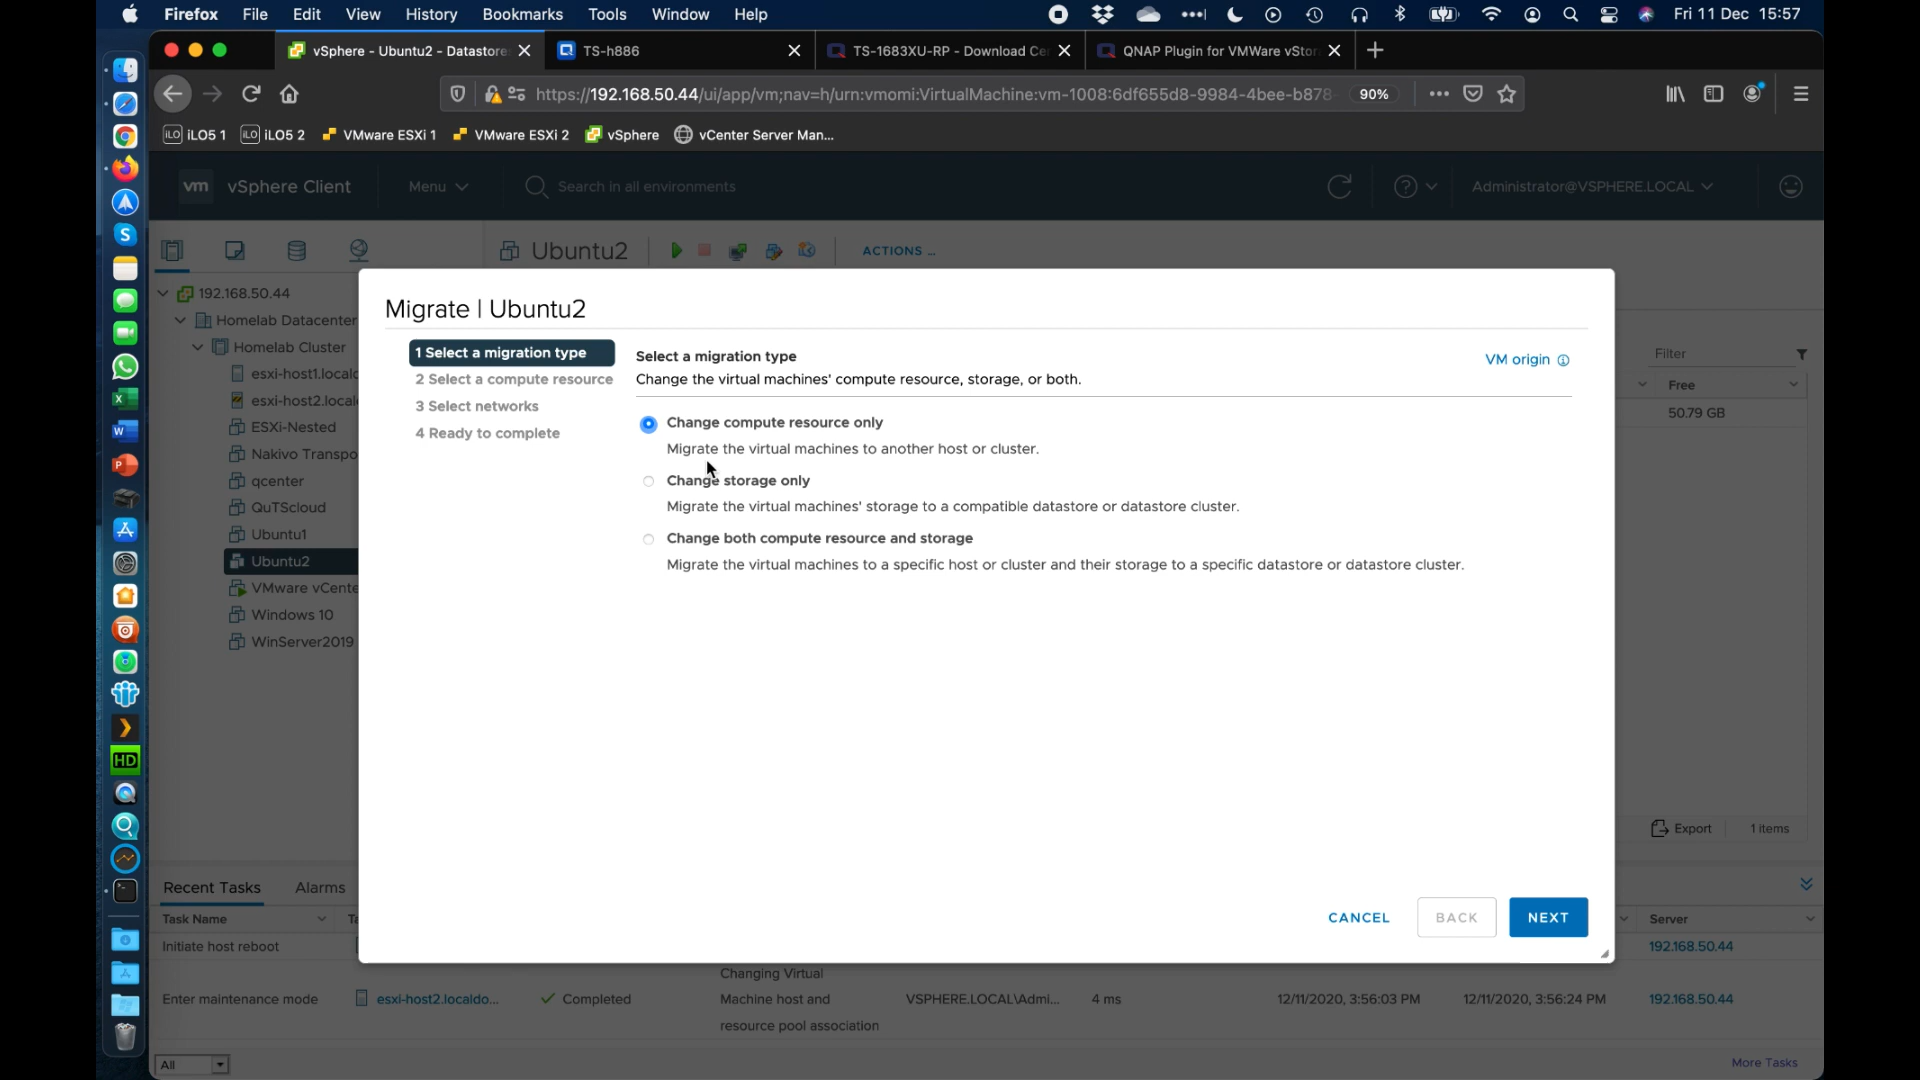 Firefox File Edit View History Bookmarks Tools Window Help Fri 11 Dec 15:57
vSphere - Ubuntu2 - Datastore TS-h886 TS-1683XU-RP - Download Ce QNAP Plugin for VMWare vStor
https://192.168.50.44/ui/app/vm;nav=h/urn:vmomi:VirtualMachine:vm-1008:6df655d8-9984-4bee-b878- 90%
iLO iLO5 1 iLO iLO5 2 VMware ESXi 1 VMware ESXi 2 vSphere vCenter Server Man...
vm vSphere Client Menu Search in all environments Administrator@VSPHERE.LOCAL
Ubuntu2 ACTIONS ...
192.168.50.44
Homelab Datacenter
Homelab Cluster
esxi-host1.locald
esxi-host2.locale
ESXi-Nested
Nakivo Transpo
qcenter
QuTScloud
Ubuntu1
Ubuntu2
VMware vCente
Windows 10
WinServer2019
Migrate | Ubuntu2
1 Select a migration type
2 Select a compute resource
3 Select networks
4 Ready to complete
Select a migration type
VM origin
Change the virtual machines' compute resource, storage, or both.
Change compute resource only
Migrate the virtual machines to another host or cluster.
Change storage only
Migrate the virtual machines' storage to a compatible datastore or datastore cluster.
Change both compute resource and storage
Migrate the virtual machines to a specific host or cluster and their storage to a specific datastore or datastore cluster.
CANCEL BACK NEXT
Filter
Free
50.79 GB
Export 1 items
Recent Tasks Alarms
Task Name Ta Server
Initiate host reboot 192.168.50.44
Changing Virtual
Enter maintenance mode esxi-host2.localdo... Completed Machine host and VSPHERE.LOCAL\Admi... 4 ms 12/11/2020, 3:56:03 PM 12/11/2020, 3:56:24 PM 192.168.50.44
resource pool association
All More Tasks
HD